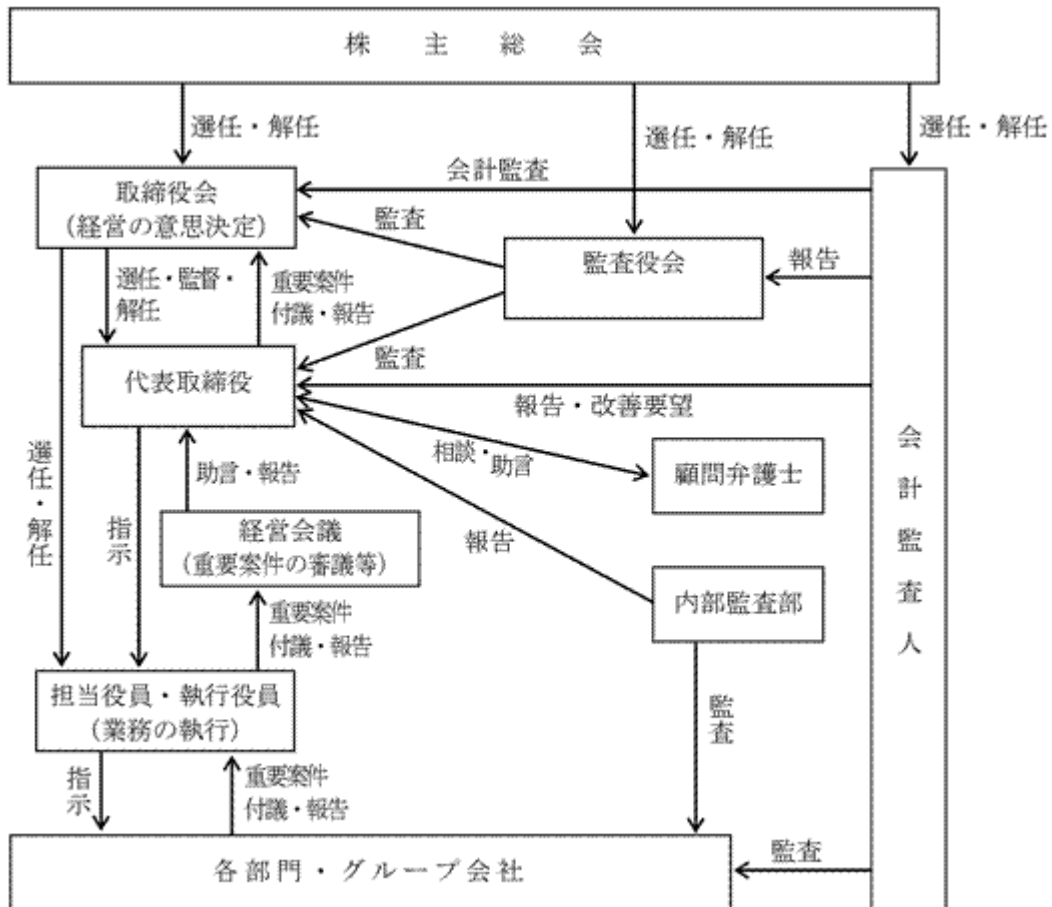 株主総会
選任・解任
選任・解任
選任・解任
取締役会
（経営の意思決定）
会計監査
監査
監査役会
報告
選任・監督・
解任
重要案件
付議・報告
監査
代表取締役
報告・改善要望
相談・
助言
顧問弁護士
選任・解任
指示
助言・報告
経営会議
（重要案件の審議等）
報告
内部監査部
会計監査人
重要案件
付議・報告
担当役員・執行役員
（業務の執行）
監査
指示
重要案件
付議・報告
各部門・グループ会社
監査